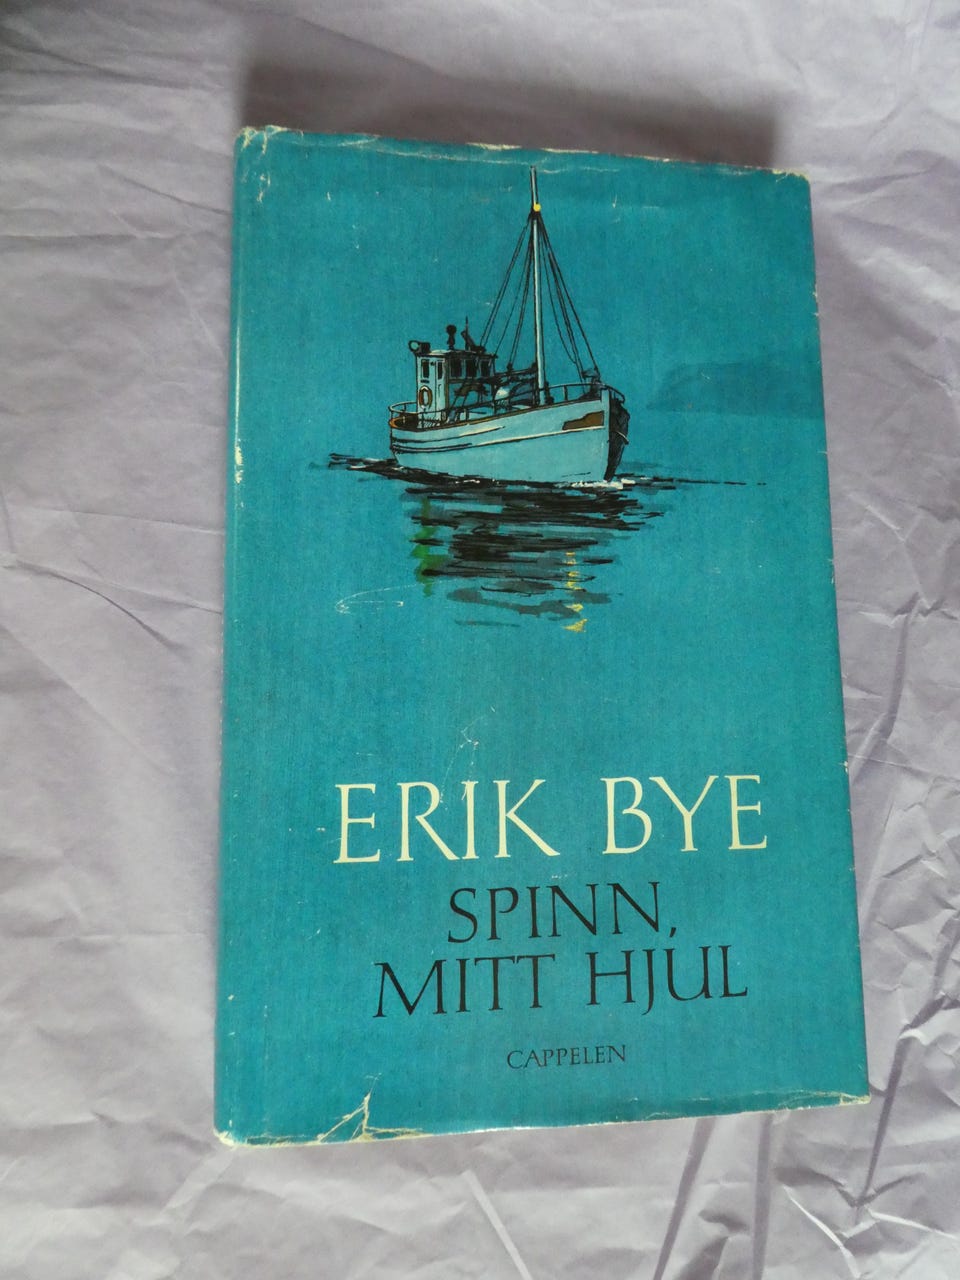 ERIK BYE
SPINN,
MITT HJUL
CAPPELEN